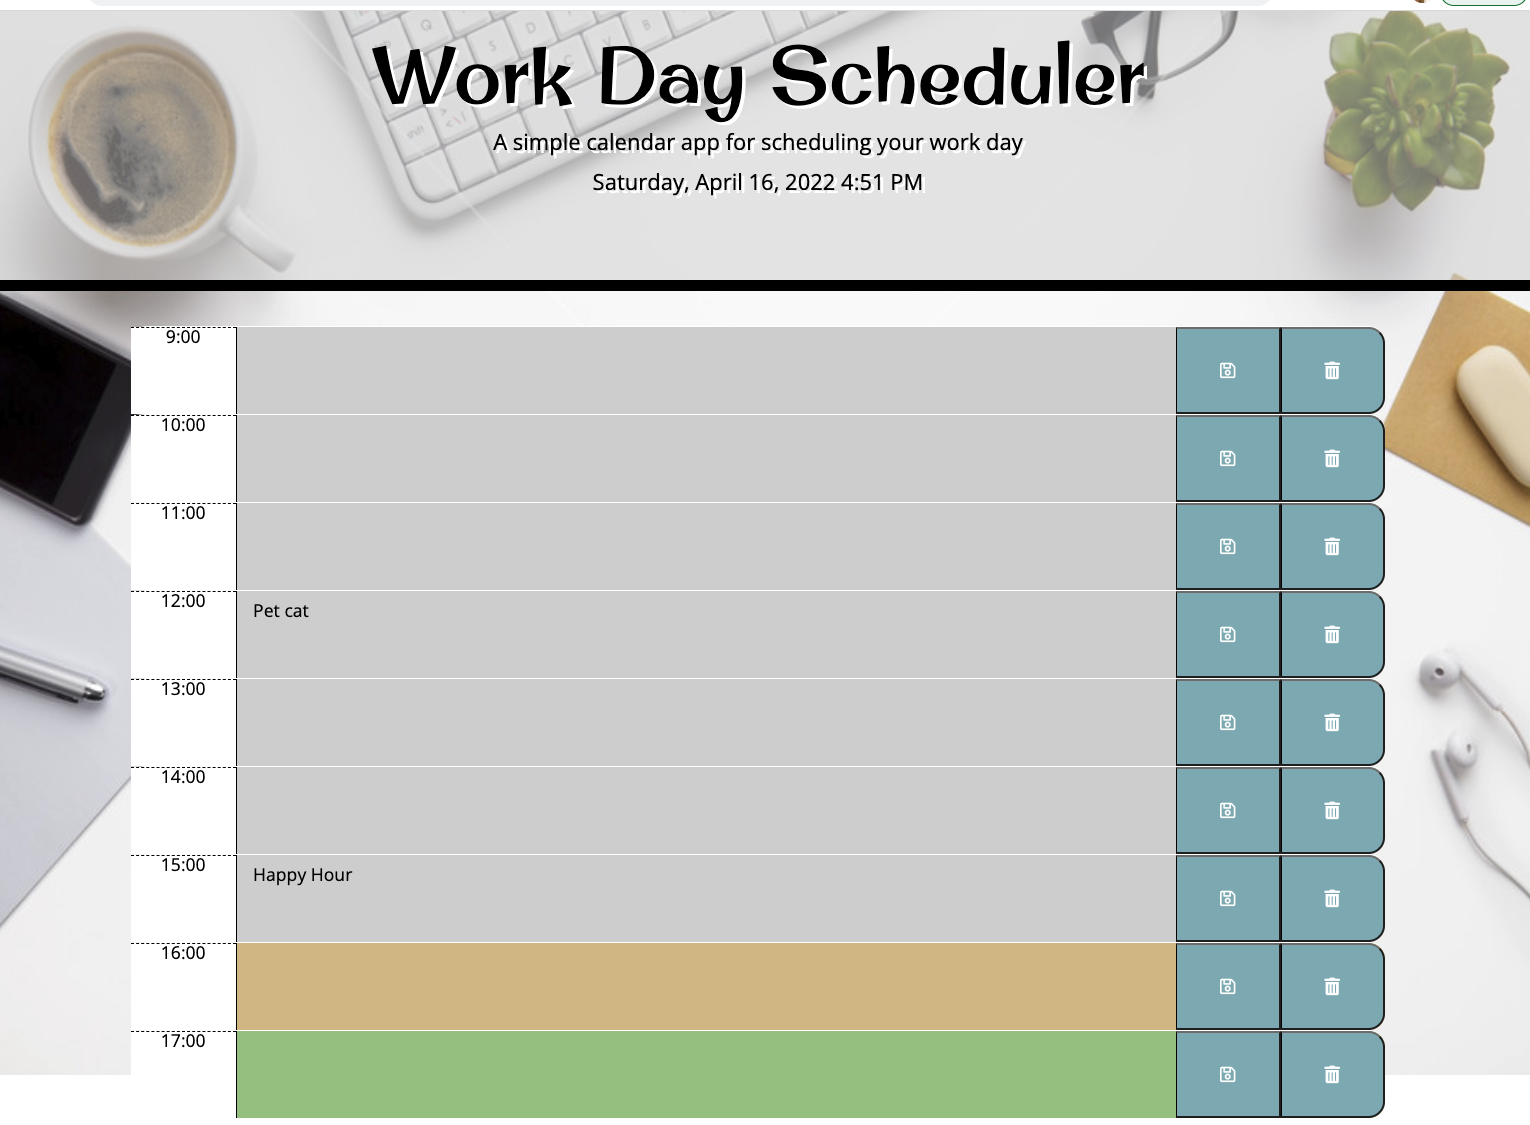 Work Day Scheduler
A simple calendar app for scheduling your work day
Saturday, April 16, 2022 4:51 PM
9:00
10:00
11:00
12:00
Pet cat
13:00
14:00
15:00
Happy Hour
16:00
17:00